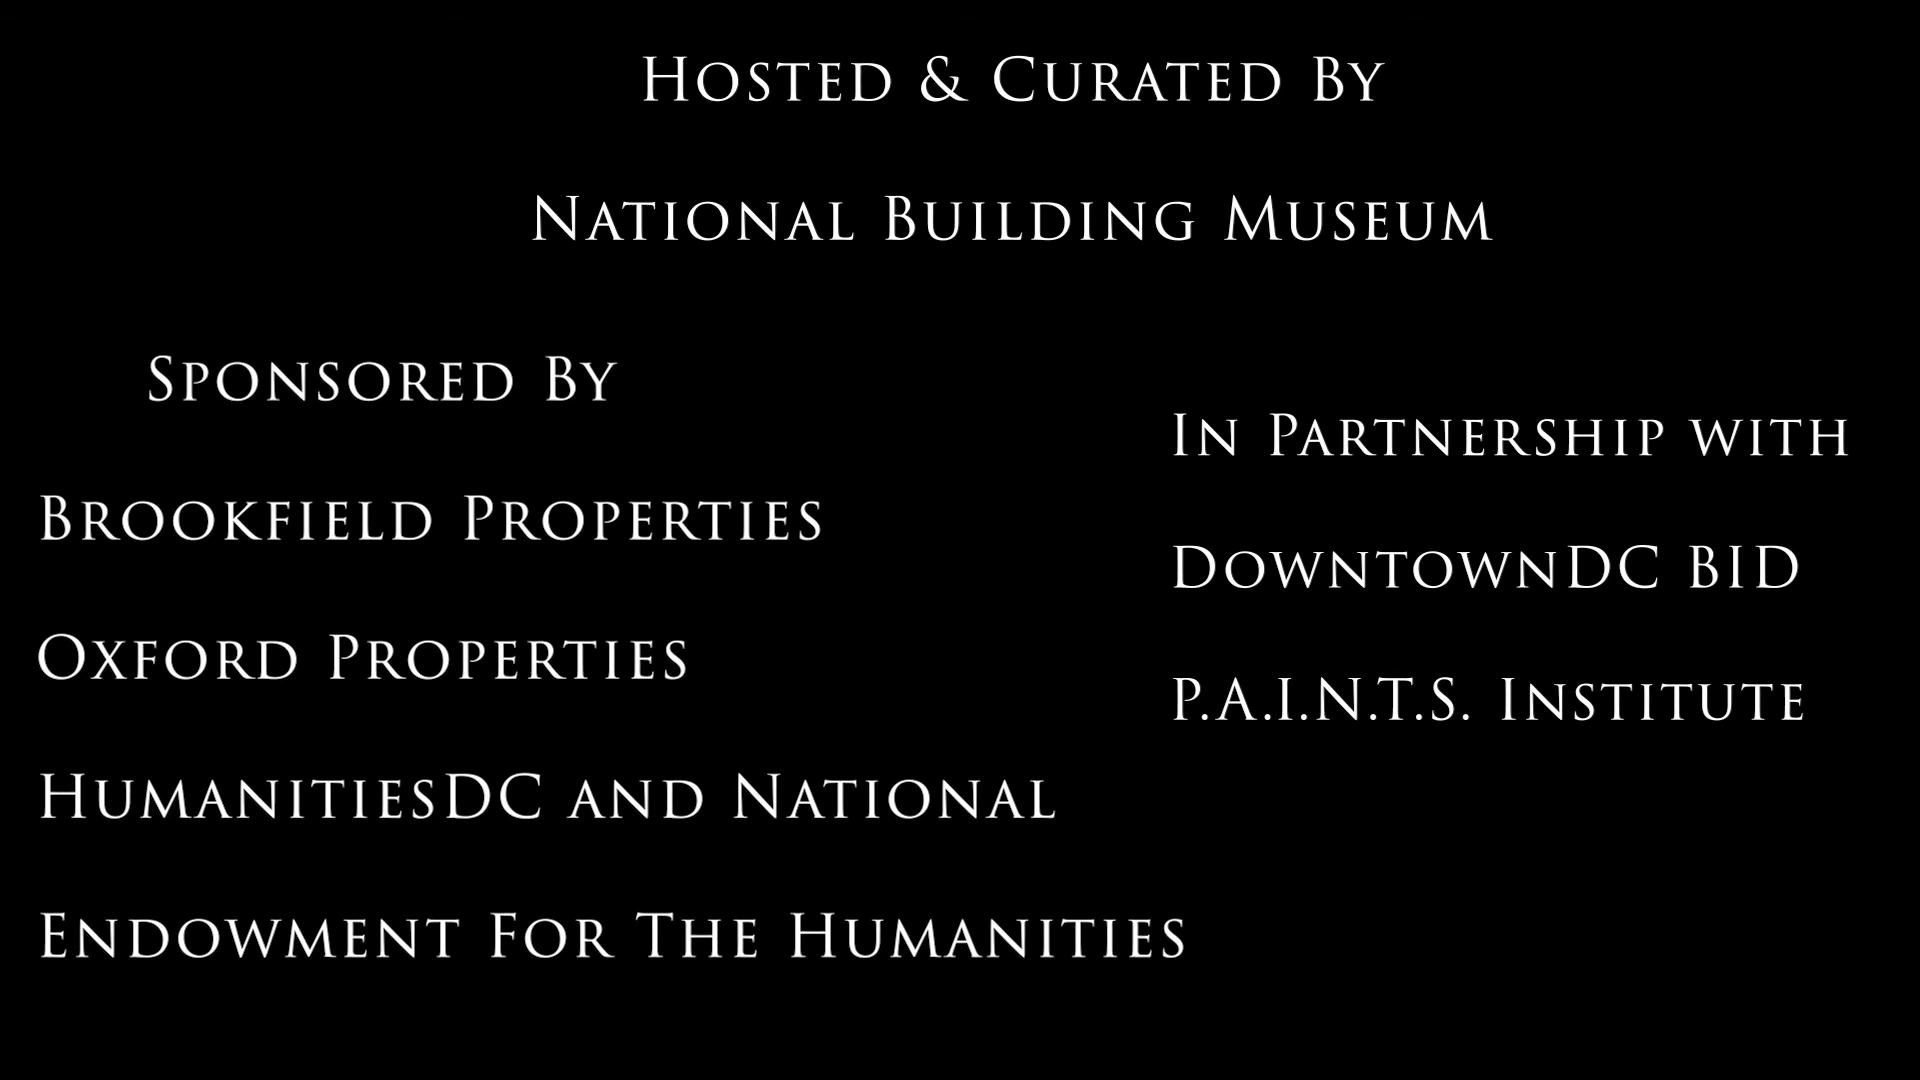 Hosted & Curated By
National Building Museum
Sponsored By
Brookfield Properties
Oxford Properties
HumanitiesDC and National
Endowment For The Humanities
In Partnership with
DowntownDC BID
P.A.I.N.T.S. Institute